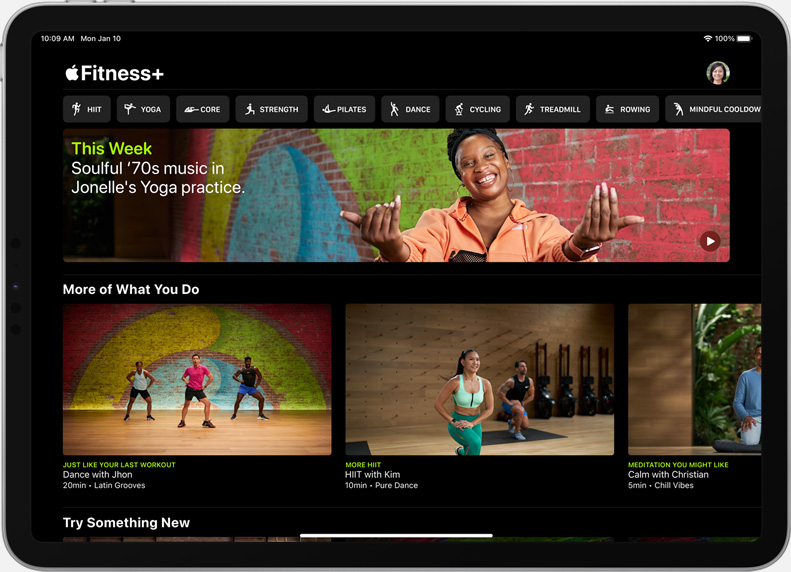 10:09 AM Mon Jan 10
100%
Fitness+
HIIT
YOGA
CORE
STRENGTH
PILATES
DANCE
CYCLING
TREADMILL
ROWING
MINDFUL COOLDOW
This Week
Soulful ‘70s music in
Jonelle's Yoga practice.
More of What You Do
JUST LIKE YOUR LAST WORKOUT
Dance with Jhon
20min • Latin Grooves
MORE HIIT
HIIT with Kim
10min • Pure Dance
MEDITATION YOU MIGHT LIKE
Calm with Christian
5min • Chill Vibes
Try Something New